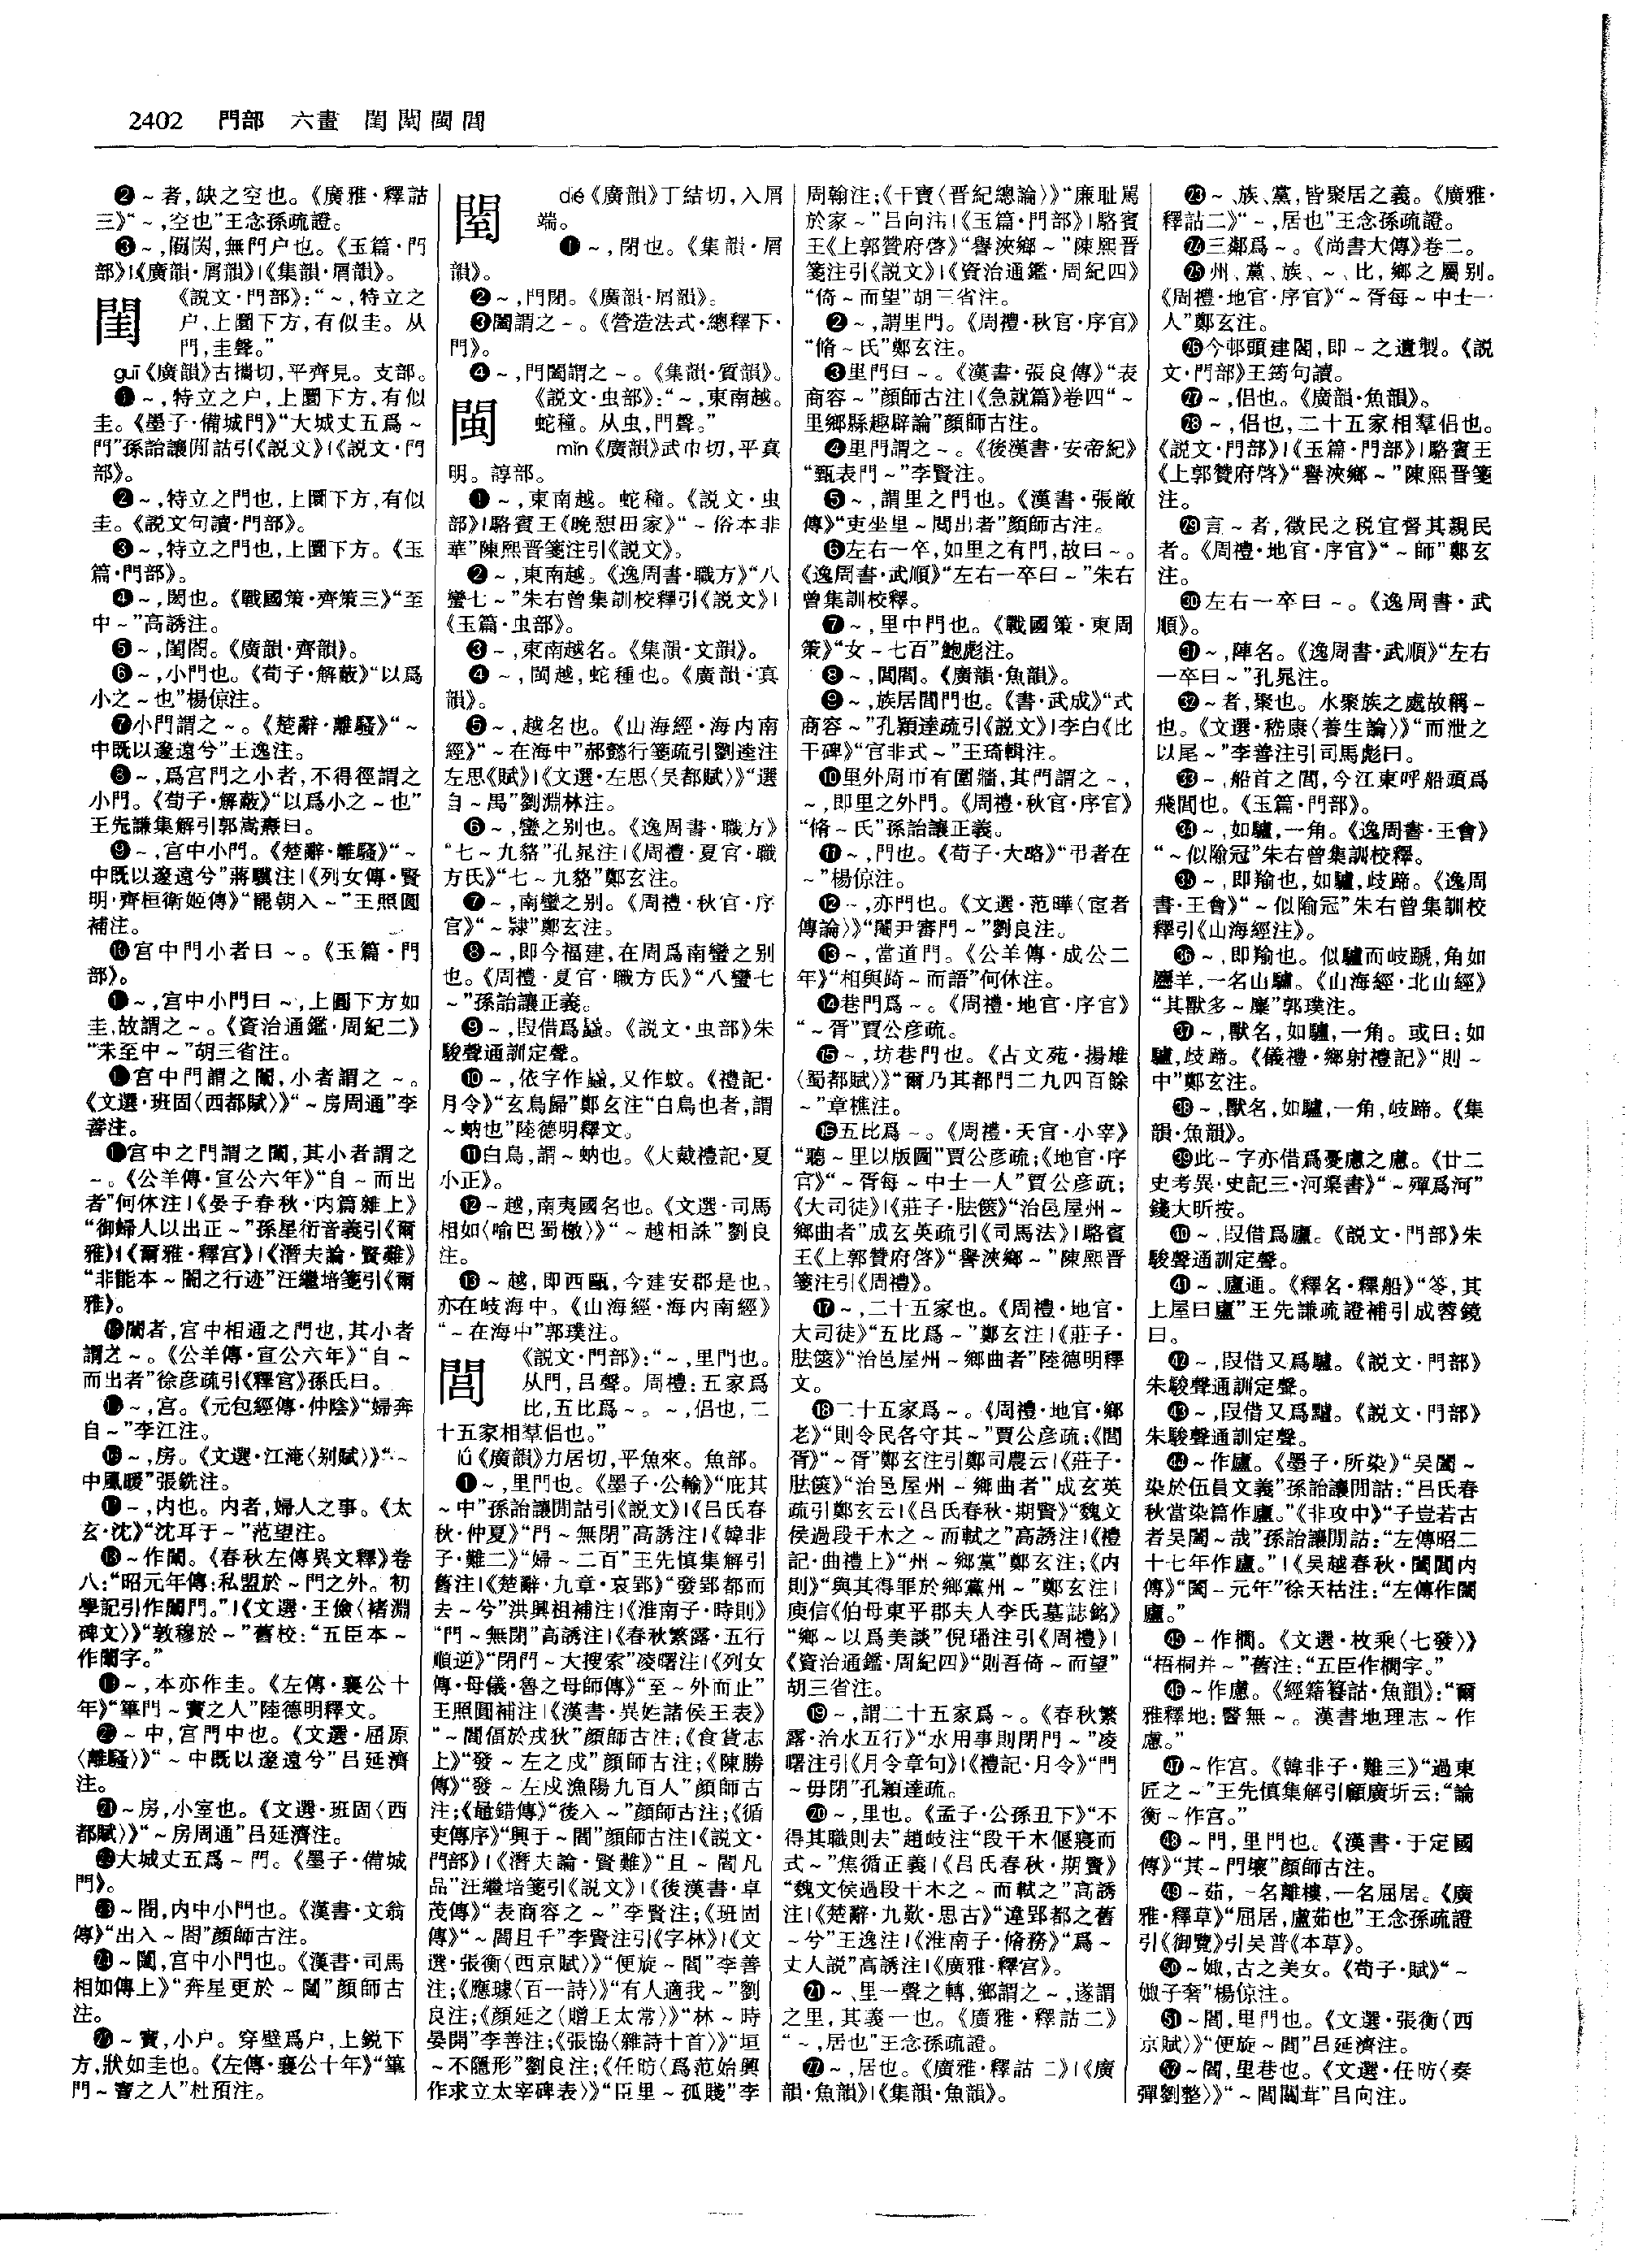 2402 門部 六畫 閨閿閩閭
❷～者,缺之空也。《廣雅·釋詁
三》“～,空也”王念孫疏證。
❸～,閴閴,無門户也。《玉篇·門
部》|《廣韻·屑韻》|《集韻·屑韻》。
閨
《説文·門部》:“～,特立之
户,上圜下方,有似圭。从
門,圭聲。”
guī《廣韻》古攜切,平齊見。支部。
❶～,特立之户,上圜下方,有似
圭。《墨子·備城門》“大城丈五爲～
門”孫詒讓閒詁引《説文》|《説文·門
部》。
❷～,特立之門也,上圜下方,有似
圭。《説文句讀·門部》。
❸～,特立之門也,上圜下方。《玉
篇·門部》。
❹～,閎也。《戰國策·齊策三》“至
中～”高誘注。
❺～,閨閤。《廣韻·齊韻》。
❻～,小門也。《荀子·解蔽》“以爲
小之～也”楊倞注。
❼小門謂之～。《楚辭·離騷》“～
中既以邃遠兮”王逸注。
❽～,爲宫門之小者,不得徑謂之
小門。《荀子·解蔽》“以爲小之～也”
王先謙集解引郭嵩燾曰。
❾～,宫中小門。《楚辭·離騷》“～
中既以邃遠兮”蔣驥注|《列女傳·賢
明·齊桓衛姬傳》“罷朝入～”王照圓
補注。
❿宫中門小者曰～。《玉篇·門
部》。
⓫～,宫中小門曰～,上圜下方如
圭,故謂之～。《資治通鑑·周紀二》
“朱至中～”胡三省注。
⓬宫中門謂之闈,小者謂之～。
《文選·班固〈西都賦〉》“～房周通”李
善注。
⓭宫中之門謂之闈,其小者謂之
～。《公羊傳·宣公六年》“自～而出
者”何休注|《晏子春秋·内篇雜上》
“御婦人以出正～”孫星衍音義引《爾
雅》|《爾雅·釋宫》|《潛夫論·賢難》
“非能本～闇之行迹”汪繼培箋引《爾
雅》。
⓮闈者,宫中相通之門也,其小者
謂之～。《公羊傳·宣公六年》“自～
而出者”徐彦疏引《釋宫》孫氏曰。
⓯～,宫。《元包經傳·仲陰》“婦奔
自～”李江注。
⓰～,房。《文選·江淹〈别賦〉》“～
中風暖”張銑注。
⓱～,内也。内者,婦人之事。《太
玄·沈》“沈耳于～”范望注。
⓲～作闈。《春秋左傳異文釋》卷
八:“昭元年傳:私盟於～門之外。初
學記引作闈門。”|《文選·王儉〈褚淵
碑文〉》“敦穆於～”舊校:“五臣本～
作闈字。”
⓳～,本亦作圭。《左傳·襄公十
年》“篳門～竇之人”陸德明釋文。
⓴～中,宫門中也。《文選·屈原
〈離騷〉》“～中既以邃遠兮”吕延濟
注。
㉑～房,小室也。《文選·班固〈西
都賦〉》“～房周通”吕延濟注。
㉒大城丈五爲～門。《墨子·備城
門》。
㉓～閤,内中小門也。《漢書·文翁
傳》“出入～閤”顏師古注。
㉔～闥,宫中小門也。《漢書·司馬
相如傳上》“奔星更於～闥”顏師古
注。
㉕～竇,小户。穿壁爲户,上鋭下
方,狀如圭也。《左傳·襄公十年》“篳
門～竇之人”杜預注。
dié《廣韻》丁結切,入屑
端。
❶～,閉也。《集韻·屑
韻》。
❷～,門閉。《廣韻·屑韻》。
❸闔謂之～。《營造法式·總釋下·
門》。
❹～,門闔謂之～。《集韻·質韻》。
閩
《説文·虫部》:“～,東南越。
蛇種。从虫,門聲。”
mǐn《廣韻》武巾切,平真
明。諄部。
❶～,東南越。蛇種。《説文·虫
部》|駱賓王《晚憩田家》“～俗本非
華”陳熙晋箋注引《説文》。
❷～,東南越。《逸周書·職方》“八
蠻七～”朱右曾集訓校釋引《説文》|
《玉篇·虫部》。
❸～,東南越名。《集韻·文韻》。
❹～,閩越,蛇種也。《廣韻·真
韻》。
❺～,越名也。《山海經·海内南
經》“～在海中”郝懿行箋疏引劉逵注
左思《賦》|《文選·左思〈吴都賦〉》“選
自～禺”劉淵林注。
❻～,蠻之别也。《逸周書·職方》
“七～九貉”孔晁注|《周禮·夏官·職
方氏》“七～九貉”鄭玄注。
❼～,南蠻之别。《周禮·秋官·序
官》“～隸”鄭玄注。
❽～,即今福建,在周爲南蠻之别
也。《周禮·夏官·職方氏》“八蠻七
～”孫詒讓正義。
❾～,叚借爲蟁。《説文·虫部》朱
駿聲通訓定聲。
❿～,依字作蟁,又作蚊。《禮記·
月令》“玄鳥歸”鄭玄注“白鳥也者,謂
～蚋也”陸德明釋文。
⓫白鳥,謂～蚋也。《大戴禮記·夏
小正》。
⓬～越,南夷國名也。《文選·司馬
相如〈喻巴蜀檄〉》“～越相誅”劉良
注。
⓭～越,即西甌,今建安郡是也。
亦在岐海中。《山海經·海内南經》
“～在海中”郭璞注。
閭
《説文·門部》:“～,里門也。
从門,吕聲。周禮:五家爲
比,五比爲～。～,侣也,二
十五家相羣侣也。”
lǘ《廣韻》力居切,平魚來。魚部。
❶～,里門也。《墨子·公輸》“庇其
～中”孫詒讓閒詁引《説文》|《吕氏春
秋·仲夏》“門～無閉”高誘注|《韓非
子·難二》“婦～二百”王先慎集解引
舊注|《楚辭·九章·哀郢》“發郢都而
去～兮”洪興祖補注|《淮南子·時則》
“門～無閉”高誘注|《春秋繁露·五行
順逆》“閉門～大搜索”凌曙注|《列女
傳·母儀·魯之母師傳》“至～外而止”
王照圓補注|《漢書·異姓諸侯王表》
“～閻偪於戎狄”顏師古注;《食貨志
上》“發～左之戍”顏師古注;《陳勝
傳》“發～左戍漁陽九百人”顏師古
注;《鼂錯傳》“後入～”顏師古注;《循
吏傳序》“興于～閻”顏師古注|《説文·
門部》|《潛夫論·賢難》“且～閻凡
品”汪繼培箋引《説文》|《後漢書·卓
茂傳》“表商容之～”李賢注;《班固
傳》“～閻且千”李賢注引《字林》|《文
選·張衡〈西京賦〉》“便旋～閻”李善
注;《應璩〈百一詩〉》“有人適我～”劉
良注;《顏延之〈贈王太常〉》“林～時
晏開”李善注;《張協〈雜詩十首〉》“垣
～不隱形”劉良注;《任昉〈爲范始興
作求立太宰碑表〉》“臣里～孤賤”李
周翰注;《干寶〈晋紀總論〉》“廉耻篤
於家～”吕向注|《玉篇·門部》|駱賓
王《上郭贊府啓》“譽浹鄉～”陳熙晋
箋注引《説文》|《資治通鑑·周紀四》
“倚～而望”胡三省注。
❷～,謂里門。《周禮·秋官·序官》
“脩～氏”鄭玄注。
❸里門曰～。《漢書·張良傳》“表
商容～”顏師古注|《急就篇》卷四“～
里鄉縣趣辟論”顏師古注。
❹里門謂之～。《後漢書·安帝紀》
“甄表門～”李賢注。
❺～,謂里之門也。《漢書·張敞
傳》“吏坐里～閲出者”顏師古注。
❻左右一卒,如里之有門,故曰～。
《逸周書·武順》“左右一卒曰～”朱右
曾集訓校釋。
❼～,里中門也。《戰國策·東周
策》“女～七百”鮑彪注。
❽～,閭閻。《廣韻·魚韻》。
❾～,族居閭門也。《書·武成》“式
商容～”孔穎達疏引《説文》|李白《比
干碑》“官非式～”王琦輯注。
❿里外周帀有圍牆,其門謂之～,
～,即里之外門。《周禮·秋官·序官》
“脩～氏”孫詒讓正義。
⓫～,門也。《荀子·大略》“弔者在
～”楊倞注。
⓬～,亦門也。《文選·范曄〈宦者
傳論〉》“閽尹審門～”劉良注。
⓭～,當道門。《公羊傳·成公二
年》“相與踦～而語”何休注。
⓮巷門爲～。《周禮·地官·序官》
“～胥”賈公彦疏。
⓯～,坊巷門也。《古文苑·揚雄
〈蜀都賦〉》“爾乃其都門二九四百餘
～”章樵注。
⓰五比爲～。《周禮·天官·小宰》
“聽～里以版圖”賈公彦疏;《地官·序
官》“～胥每～中士一人”賈公彦疏;
《大司徒》|《莊子·胠篋》“治邑屋州～
鄉曲者”成玄英疏引《司馬法》|駱賓
王《上郭贊府啓》“譽浹鄉～”陳熙晋
箋注引《周禮》。
⓱～,二十五家也。《周禮·地官·
大司徒》“五比爲～”鄭玄注|《莊子·
胠篋》“治邑屋州～鄉曲者”陸德明釋
文。
⓲二十五家爲～。《周禮·地官·鄉
老》“則令民各守其～”賈公彦疏;《閭
胥》“～胥”鄭玄注引鄭司農云|《莊子·
胠篋》“治邑屋州～鄉曲者”成玄英
疏引鄭玄云|《吕氏春秋·期賢》“魏文
侯過段干木之～而軾之”高誘注|《禮
記·曲禮上》“州～鄉黨”鄭玄注;《内
則》“與其得罪於鄉黨州～”鄭玄注|
庾信《伯母東平郡夫人李氏墓誌銘》
“鄉～以爲美談”倪璠注引《周禮》|
《資治通鑑·周紀四》“則吾倚～而望”
胡三省注。
⓳～,謂二十五家爲～。《春秋繁
露·治水五行》“水用事則閉門～”凌
曙注引《月令章句》|《禮記·月令》“門
～毋閉”孔穎達疏。
⓴～,里也。《孟子·公孫丑下》“不
得其職則去”趙岐注“段干木偃寢而
式～”焦循正義|《吕氏春秋·期賢》
“魏文侯過段干木之～而軾之”高誘
注|《楚辭·九歎·思古》“違郢都之舊
～兮”王逸注|《淮南子·脩務》“爲～
丈人説”高誘注|《廣雅·釋宫》。
㉑～、里一聲之轉,鄉謂之～,遂謂
之里,其義一也。《廣雅·釋詁二》
“～,居也”王念孫疏證。
㉒～,居也。《廣雅·釋詁二》|《廣
韻·魚韻》|《集韻·魚韻》。
㉓～、族、黨,皆聚居之義。《廣雅·
釋詁二》“～,居也”王念孫疏證。
㉔三鄰爲～。《尚書大傳》卷二。
㉕州、黨、族、～、比,鄉之屬别。
《周禮·地官·序官》“～胥每～中士一
人”鄭玄注。
㉖今邨頭建閣,即～之遺製。《説
文·門部》王筠句讀。
㉗～,侣也。《廣韻·魚韻》。
㉘～,侣也,二十五家相羣侣也。
《説文·門部》|《玉篇·門部》|駱賓王
《上郭贊府啓》“譽浹鄉～”陳熙晋箋
注。
㉙言～者,徵民之税宜督其親民
者。《周禮·地官·序官》“～師”鄭玄
注。
㉚左右一卒曰～。《逸周書·武
順》。
㉛～,陣名。《逸周書·武順》“左右
一卒曰～”孔晁注。
㉜～者,聚也。水聚族之處故稱～
也。《文選·嵇康〈養生論〉》“而泄之
以尾～”李善注引司馬彪曰。
㉝～,船首之閭,今江東呼船頭爲
飛閭也。《玉篇·門部》。
㉞～,如驢,一角。《逸周書·王會》
“～似隃冠”朱右曾集訓校釋。
㉟～,即羭也,如驢,歧蹄。《逸周
書·王會》“～似隃冠”朱右曾集訓校
釋引《山海經注》。
㊱～,即羭也。似驢而岐蹏,角如
麢羊,一名山驢。《山海經·北山經》
“其獸多～麋”郭璞注。
㊲～,獸名,如驢,一角。或曰:如
驢,歧蹄。《儀禮·鄉射禮記》“則～
中”鄭玄注。
㊳～,獸名,如驢,一角,歧蹄。《集
韻·魚韻》。
㊴此～字亦借爲憂慮之慮。《廿二
史考異·史記三·河渠書》“～殫爲河”
錢大昕按。
㊵～,叚借爲廬。《説文·門部》朱
駿聲通訓定聲。
㊶～、廬通。《釋名·釋船》“笭,其
上屋曰廬”王先謙疏證補引成蓉鏡
曰。
㊷～,叚借又爲驢。《説文·門部》
朱駿聲通訓定聲。
㊸～,叚借又爲驢。《説文·門部》
朱駿聲通訓定聲。
㊹～作廬。《墨子·所染》“吴闔～
染於伍員文義”孫詒讓閒詁:“吕氏春
秋當染篇作廬。”《非攻中》“子豈若古
者吴闔～哉”孫詒讓閒詁:“左傳昭二
十七年作廬。”|《吴越春秋·闔閭内
傳》“闔～元年”徐天祜注:“左傳作闔
廬。”
㊺～作櫚。《文選·枚乘〈七發〉》
“梧桐并～”舊注:“五臣作櫚字。”
㊻～作慮。《經籍籑詁·魚韻》:“爾
雅釋地:醫無～。漢書地理志～作
慮。”
㊼～作宫。《韓非子·難三》“過東
匠之～”王先慎集解引顧廣圻云:“論
衡～作宫。”
㊽～門,里門也。《漢書·于定國
傳》“其～門壞”顏師古注。
㊾～茹,一名離樓,一名屈居。《廣
雅·釋草》“屈居,盧茹也”王念孫疏證
引《御覽》引吴普《本草》。
㊿～娵,古之美女。《荀子·賦》“～
娵子奢”楊倞注。
51～閻,里門也。《文選·張衡〈西
京賦〉》“便旋～閻”吕延濟注。
52～閻,里巷也。《文選·任昉〈奏
彈劉整〉》“～閻闒茸”吕向注。